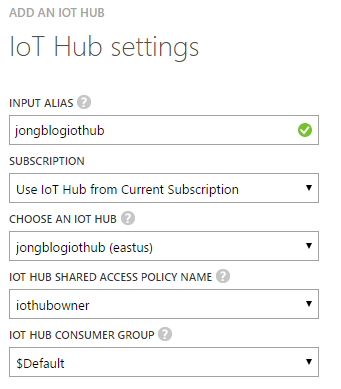 ADD AN IOT HUB
IoT Hub settings
INPUT ALIAS ?
jongblogiothub
SUBSCRIPTION
Use IoT Hub from Current Subscription
CHOOSE AN IOT HUB ?
jongblogiothub (eastus)
IOT HUB SHARED ACCESS POLICY NAME ?
iothubowner
IOT HUB CONSUMER GROUP ?
$Default